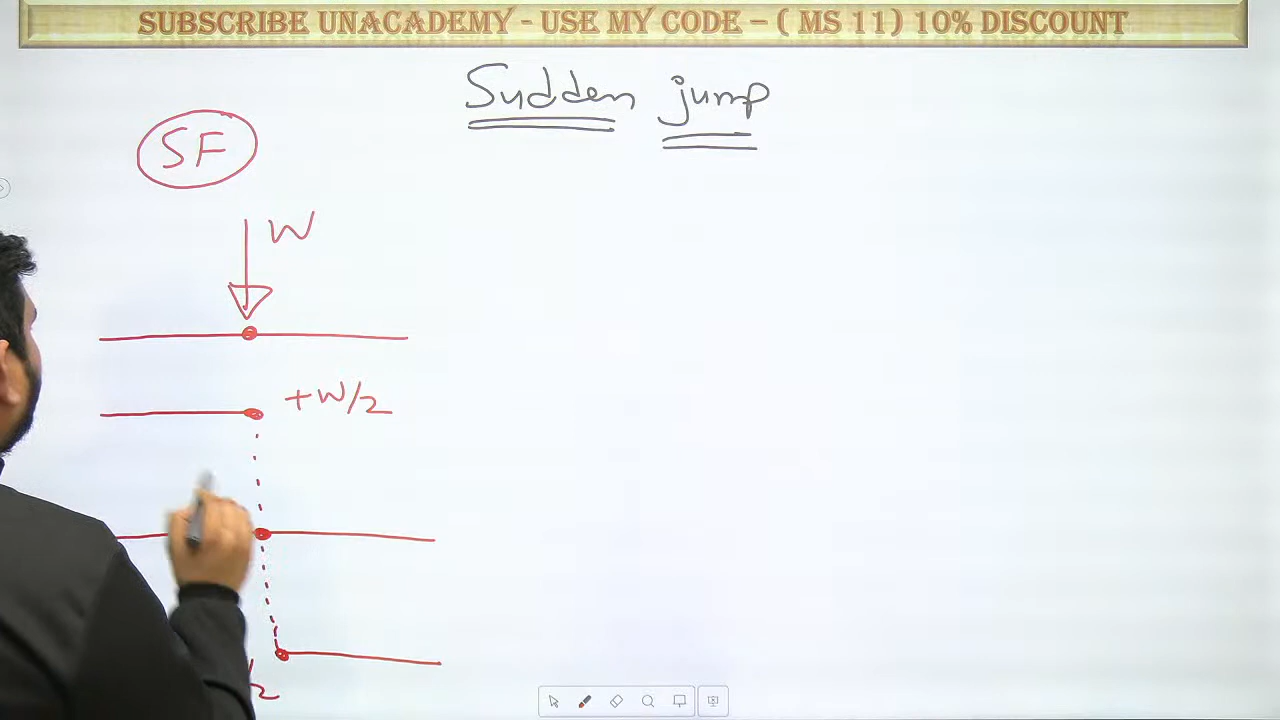 SUBSCRIBE UNACADEMY - USE MY CODE – ( MS 11) 10% DISCOUNT
Sudden jump
SF
W
+W/2